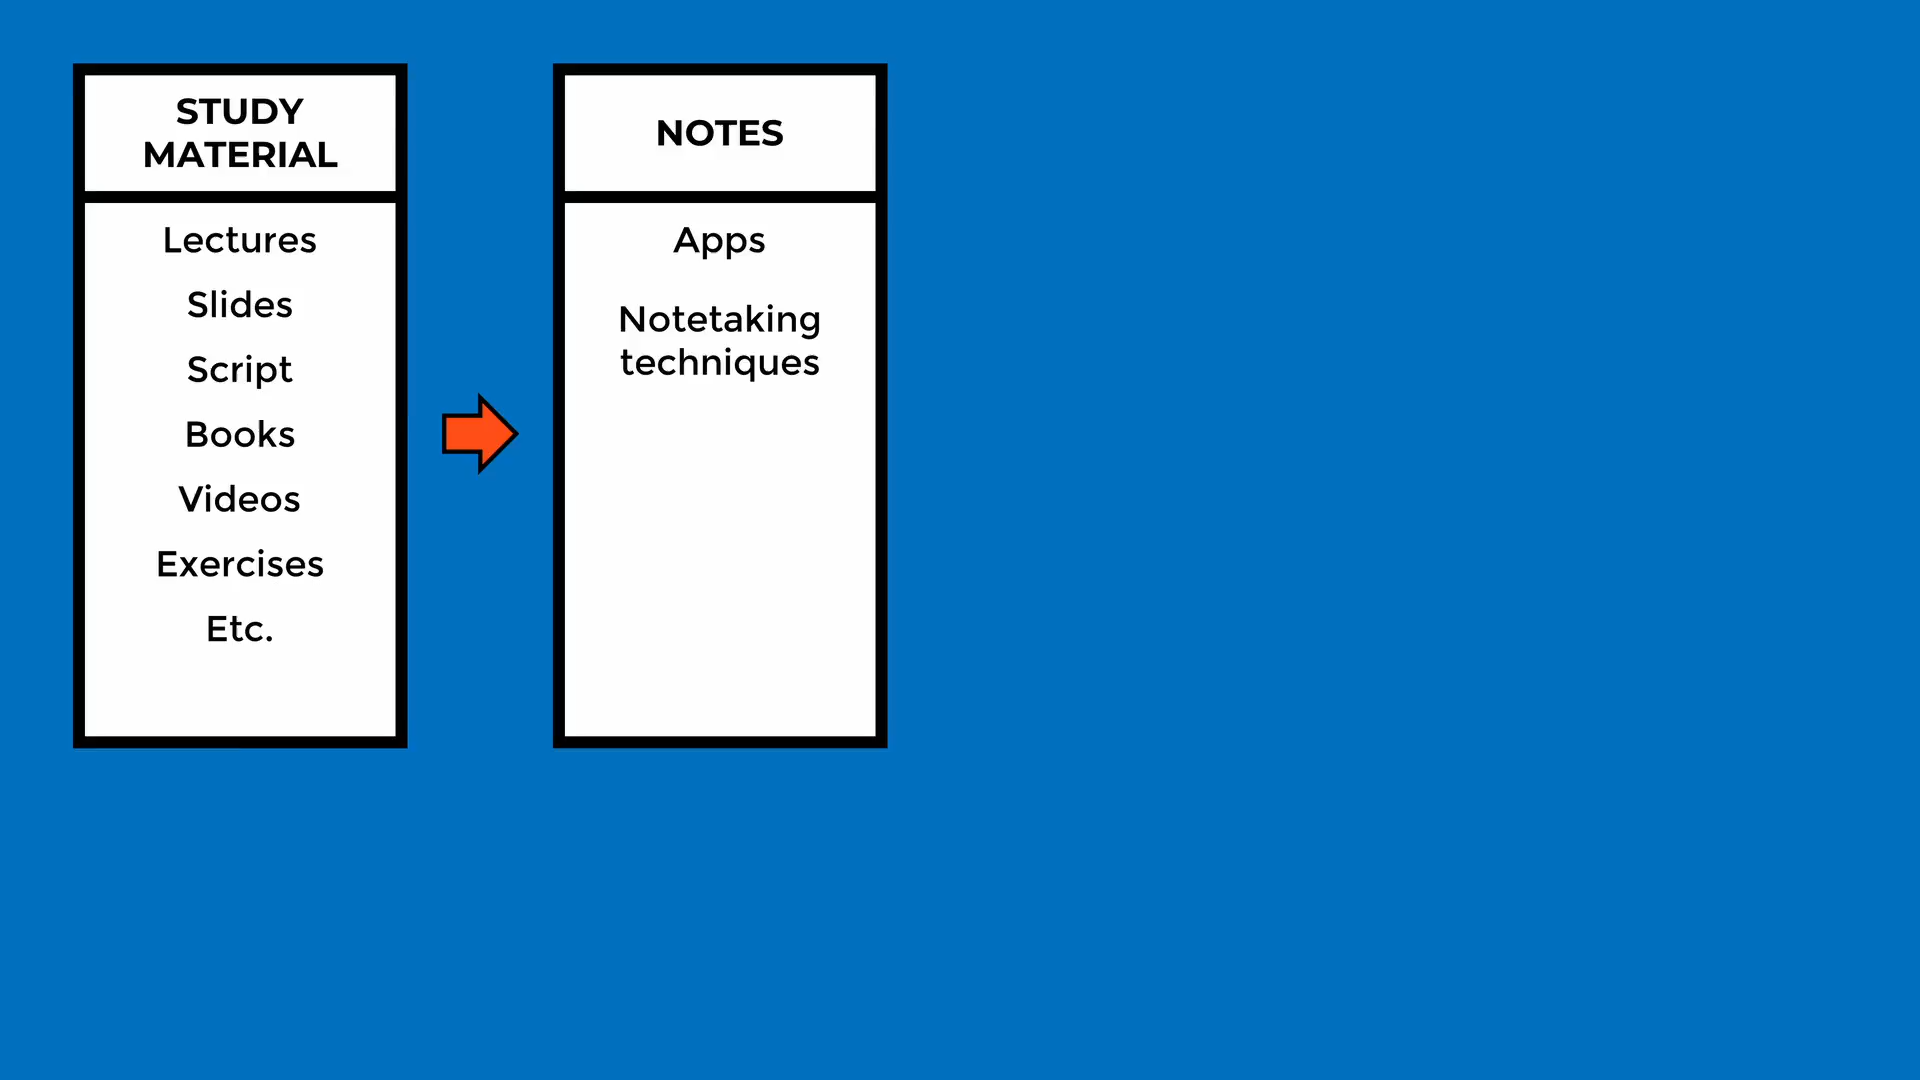 STUDY
MATERIAL
Lectures
Slides
Script
Books
Videos
Exercises
Etc.
NOTES
Apps
Notetaking
techniques